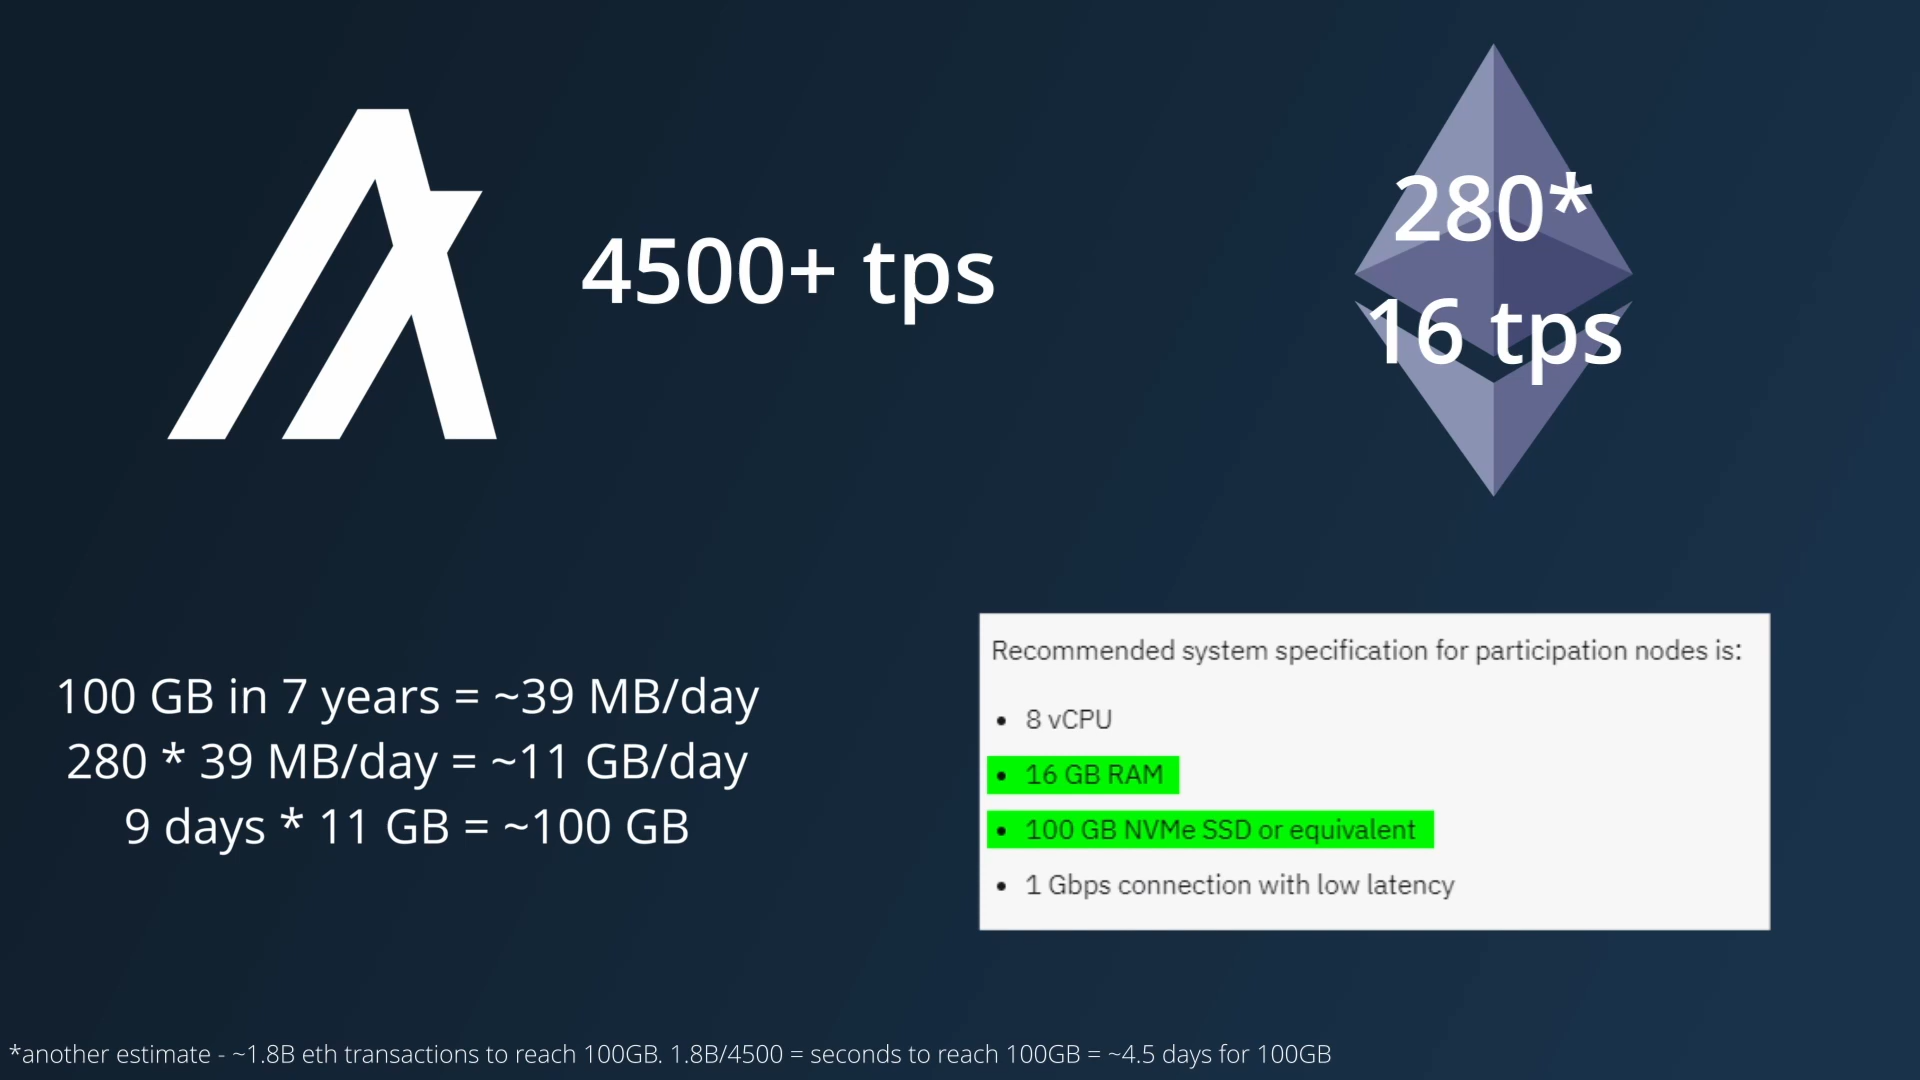 4500+ tps
280*
16 tps
100 GB in 7 years = ~39 MB/day
280 * 39 MB/day = ~11 GB/day
9 days * 11 GB = ~100 GB
Recommended system specification for participation nodes is:
• 8 vCPU
• 16 GB RAM
• 100 GB NVMe SSD or equivalent
• 1 Gbps connection with low latency
*another estimate - ~1.8B eth transactions to reach 100GB. 1.8B/4500 = seconds to reach 100GB = ~4.5 days for 100GB